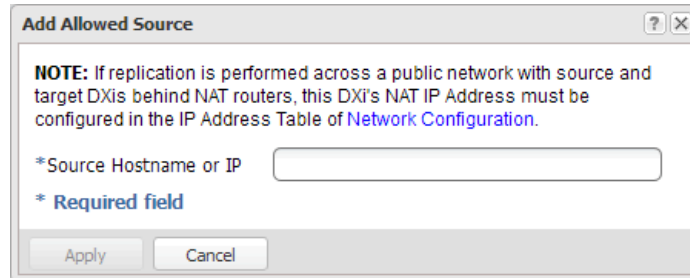 Add Allowed Source
?
NOTE: If replication is performed across a public network with source and
target DXis behind NAT routers, this DXi's NAT IP Address must be
configured in the IP Address Table of Network Configuration.
*Source Hostname or IP
* Required field
Apply Cancel